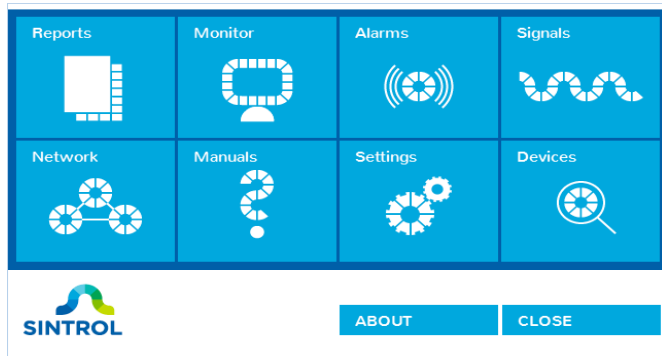 Reports
Monitor
Alarms
Signals
Network
Manuals
Settings
Devices
SINTROL
ABOUT
CLOSE